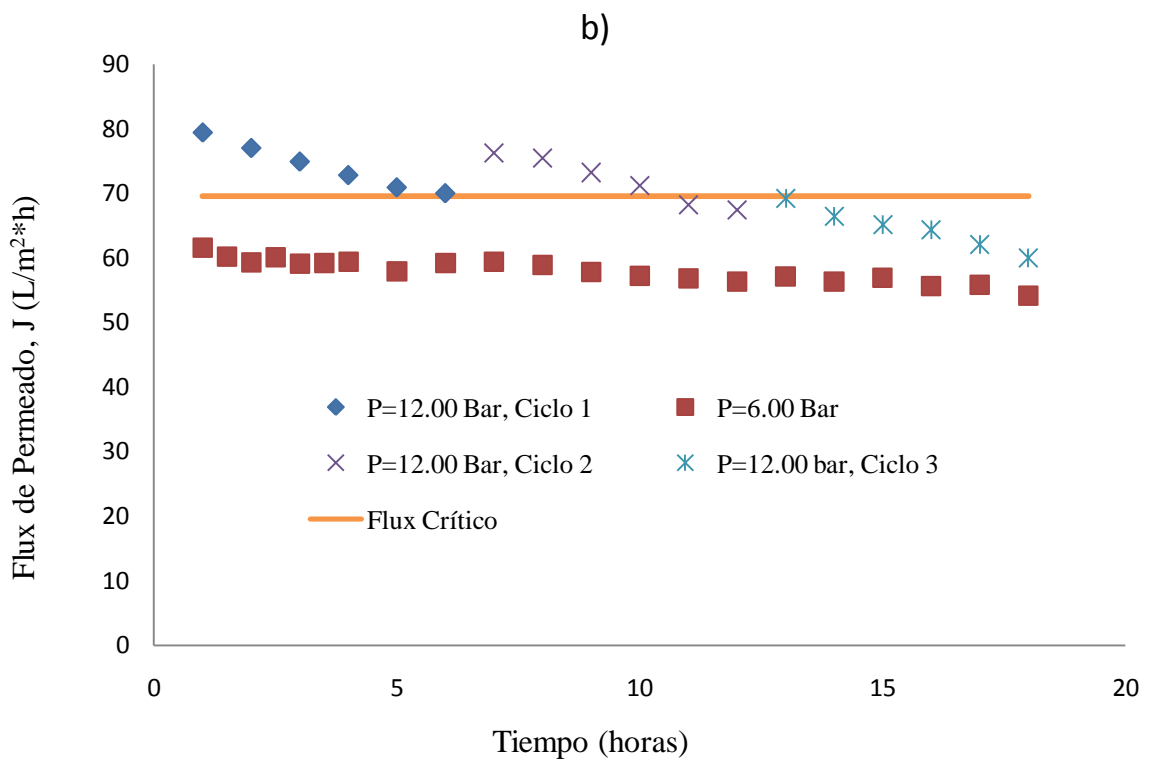 b)
Flux de Permeado, J (L/m²*h)
90
80
70
60
50
40
30
20
10
0
P=12.00 Bar, Ciclo 1
P=6.00 Bar
P=12.00 Bar, Ciclo 2
P=12.00 bar, Ciclo 3
Flux Crítico
0
5
10
15
20
Tiempo (horas)